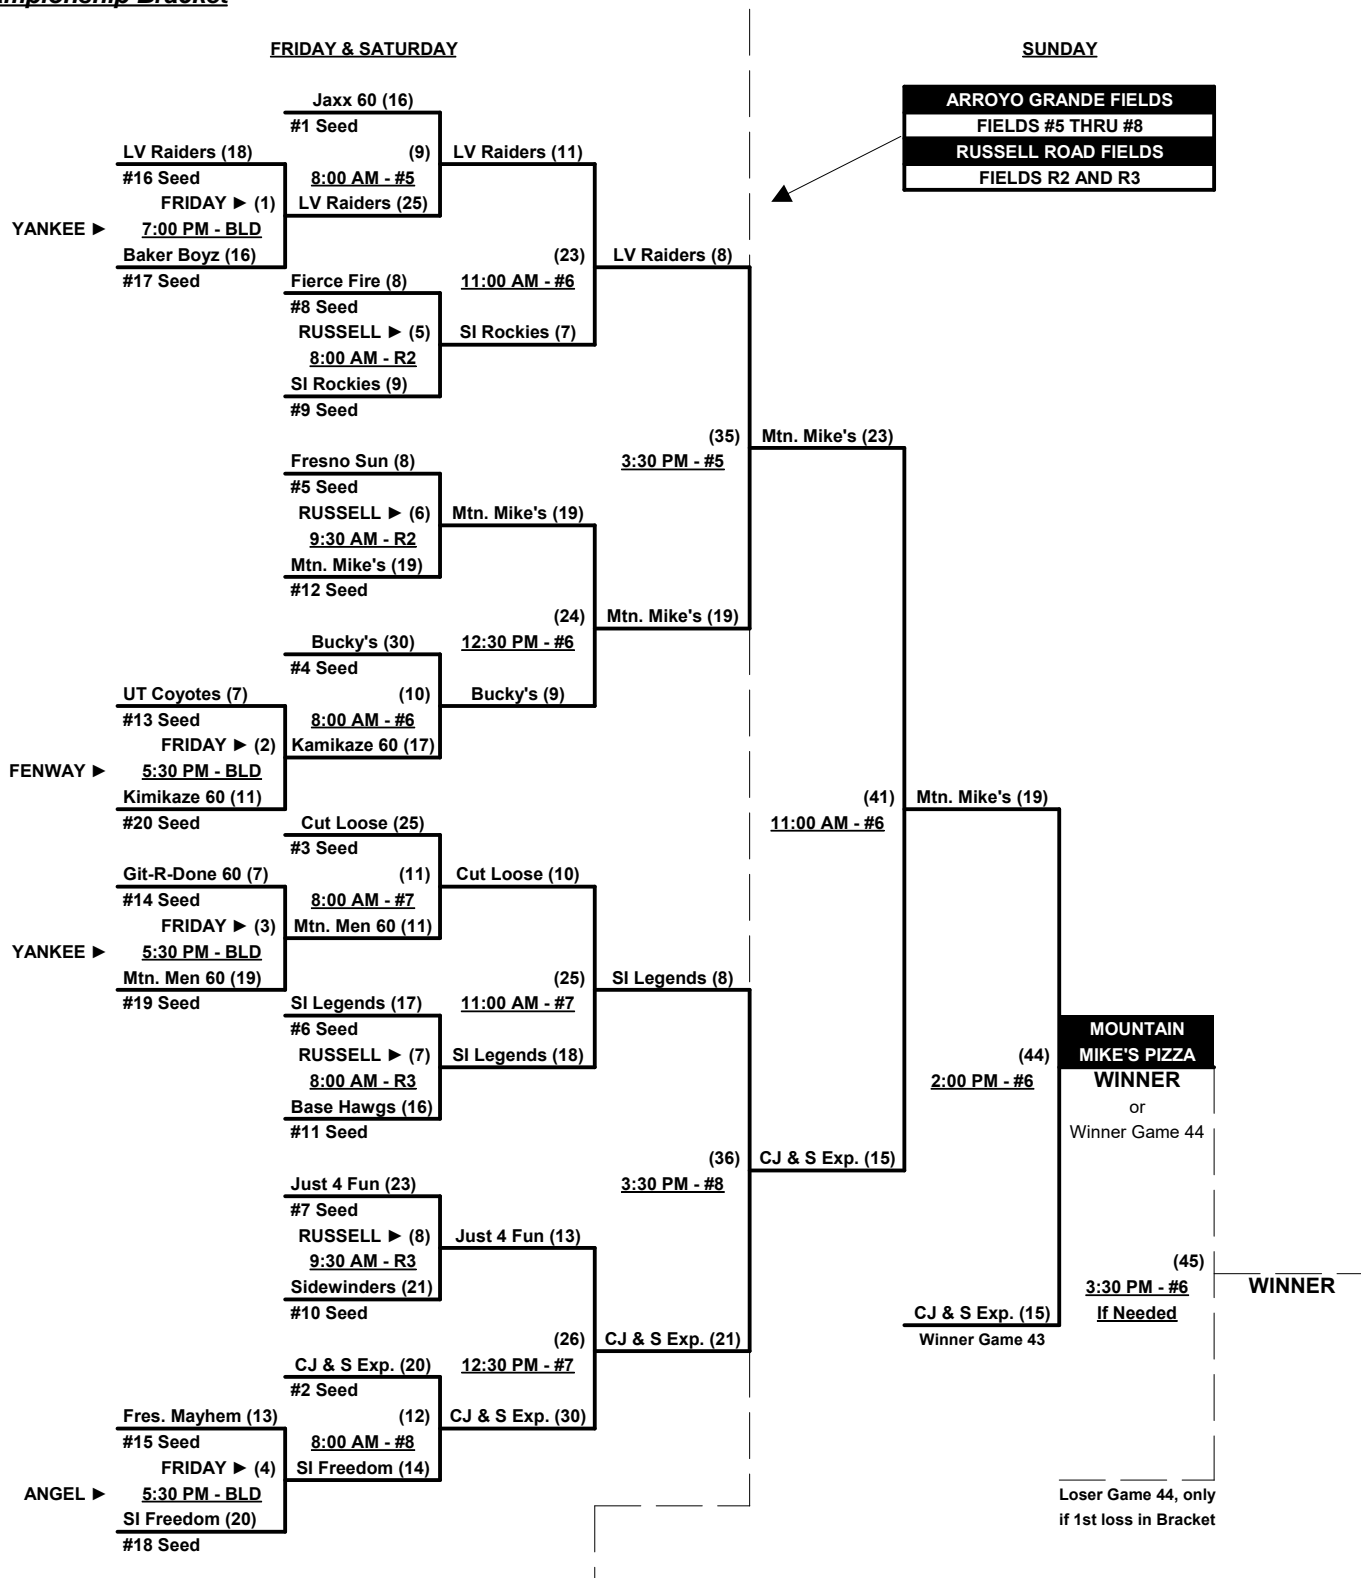 FRIDAY & SATURDAY
SUNDAY
Jaxx 60 (16)
ARROYO GRANDE FIELDS
#1 Seed
FIELDS #5 THRU #8
LV Raiders (18)
(9)
LV Raiders (11)
RUSSELL ROAD FIELDS
#16 Seed
8:00 AM - #5
FIELDS R2 AND R3
FRIDAY ► (1)
LV Raiders (25)
YANKEE ►
7:00 PM - BLD
Baker Boyz (16)
(23)
LV Raiders (8)
#17 Seed
Fierce Fire (8)
11:00 AM - #6
#8 Seed
RUSSELL ► (5)
SI Rockies (7)
8:00 AM - R2
SI Rockies (9)
#9 Seed
(35)
Mtn. Mike's (23)
Fresno Sun (8)
3:30 PM - #5
#5 Seed
RUSSELL ► (6)
Mtn. Mike's (19)
9:30 AM - R2
Mtn. Mike's (19)
#12 Seed
(24)
Mtn. Mike's (19)
Bucky's (30)
12:30 PM - #6
#4 Seed
UT Coyotes (7)
(10)
Bucky's (9)
#13 Seed
8:00 AM - #6
FRIDAY ► (2)
Kamikaze 60 (17)
FENWAY ►
5:30 PM - BLD
Kimikaze 60 (11)
(41)
Mtn. Mike's (19)
#20 Seed
Cut Loose (25)
11:00 AM - #6
#3 Seed
Git-R-Done 60 (7)
(11)
Cut Loose (10)
#14 Seed
8:00 AM - #7
FRIDAY ► (3)
Mtn. Men 60 (11)
YANKEE ►
5:30 PM - BLD
Mtn. Men 60 (19)
(25)
SI Legends (8)
#19 Seed
SI Legends (17)
11:00 AM - #7
#6 Seed
MOUNTAIN
RUSSELL ► (7)
SI Legends (18)
(44)
MIKE'S PIZZA
8:00 AM - R3
2:00 PM - #6
WINNER
Base Hawgs (16)
or
#11 Seed
Winner Game 44
(36)
CJ & S Exp. (15)
Just 4 Fun (23)
3:30 PM - #8
#7 Seed
RUSSELL ► (8)
Just 4 Fun (13)
9:30 AM - R3
(45)
Sidewinders (21)
3:30 PM - #6
WINNER
#10 Seed
CJ & S Exp. (15)
If Needed
(26)
CJ & S Exp. (21)
Winner Game 43
CJ & S Exp. (20)
12:30 PM - #7
#2 Seed
Fres. Mayhem (13)
(12)
CJ & S Exp. (30)
#15 Seed
8:00 AM - #8
FRIDAY ► (4)
SI Freedom (14)
ANGEL ►
5:30 PM - BLD
Loser Game 44, only
SI Freedom (20)
if 1st loss in Bracket
#18 Seed